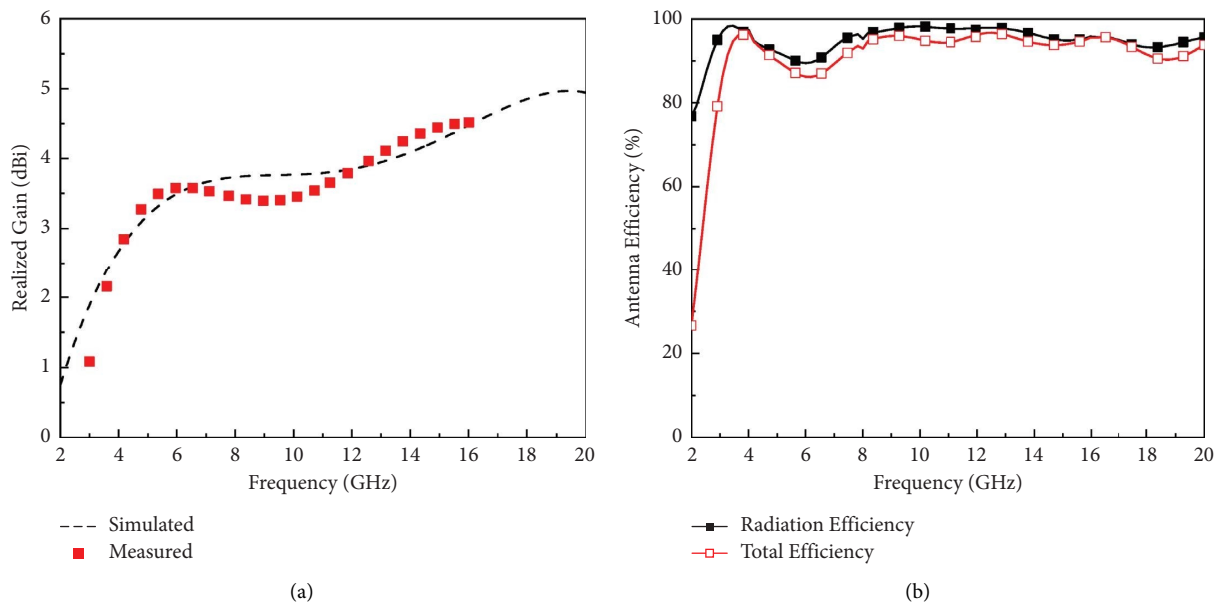 6
5
4
3
2
1
0
Realized Gain (dBi)
2 4 6 8 10 12 14 16 18 20
Frequency (GHz)
Simulated
Measured
(a)
100
80
60
40
20
0
Antenna Efficiency (%)
2 4 6 8 10 12 14 16 18 20
Frequency (GHz)
Radiation Efficiency
Total Efficiency
(b)